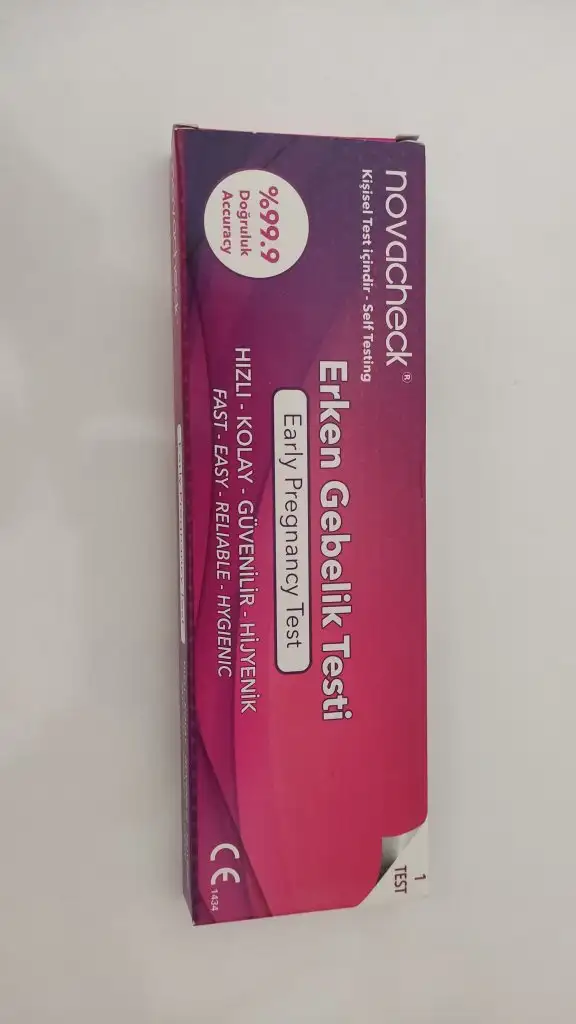 novacheck®
Kişisel Test içindir - Self Testing
%99.9
Doğruluk
Accuracy
Erken Gebelik Testi
Early Pregnancy Test
HIZLI - KOLAY - GÜVENİLİR - HİJYENİK
FAST - EASY - RELIABLE - HYGIENIC
1
TEST
CE 1434